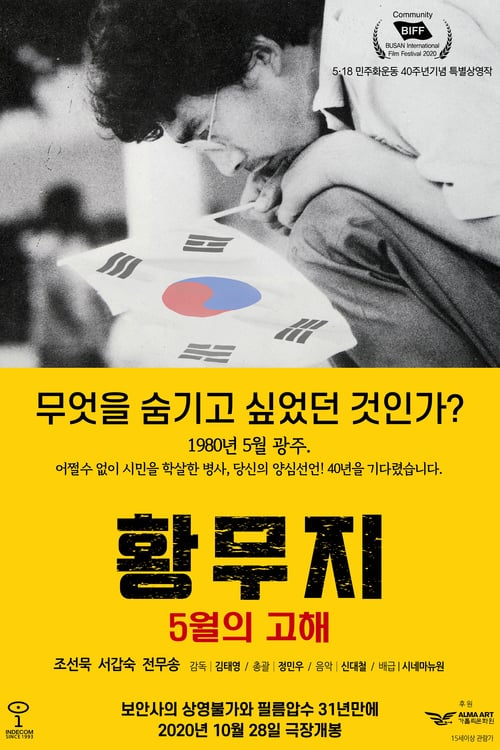 Community
BIFF
BUSAN International
Film Festival 2020
5·18 민주화운동 40주년기념 특별상영작
무엇을 숨기고 싶었던 것인가?
1980년 5월 광주.
어쩔수 없이 시민을 학살한 병사, 당신의 양심선언! 40년을 기다렸습니다.
황무지
5월의 고해
조선묵 서갑숙 전무송 감독 | 김태영 / 총괄 | 정민우 / 음악 | 신대철 / 배급 | 시네마뉴원
보안사의 상영불가와 필름압수 31년만에
2020년 10월 28일 극장개봉
INDECOM
SINCE 1993
후원
ALMA ART
가톨릭문화원
15세이상 관람가